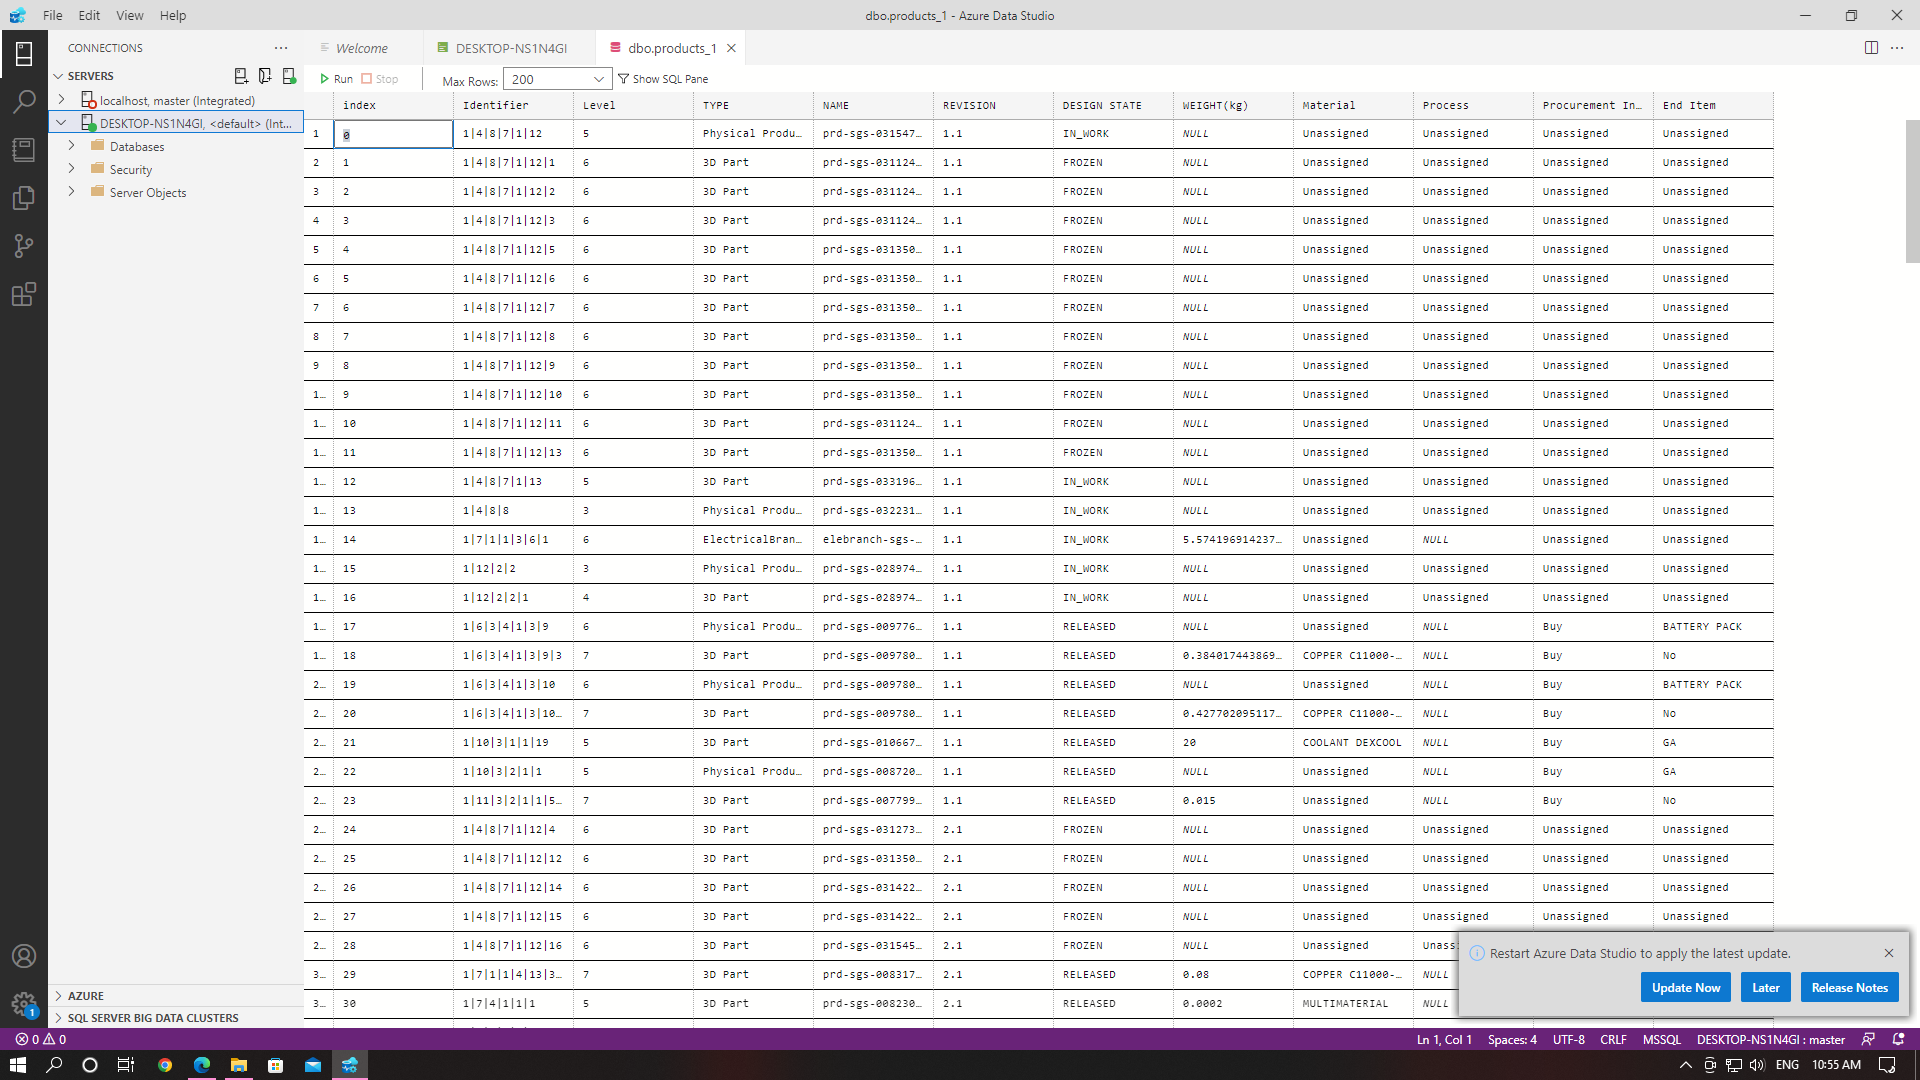 File Edit View Help
dbo.products_1 - Azure Data Studio
CONNECTIONS
Welcome
DESKTOP-NS1N4GI
dbo.products_1
SERVERS
Run Stop Max Rows: 200 Show SQL Pane
localhost, master (Integrated)
DESKTOP-NS1N4GI, <default> (Int...
Databases
Security
Server Objects
index Identifier Level TYPE NAME REVISION DESIGN STATE WEIGHT(kg) Material Process Procurement In… End Item
1 0 1|4|8|7|1|12 5 Physical Produ… prd-sgs-031547… 1.1 IN_WORK NULL Unassigned Unassigned Unassigned Unassigned
2 1 1|4|8|7|1|12|1 6 3D Part prd-sgs-031124… 1.1 FROZEN NULL Unassigned Unassigned Unassigned Unassigned
3 2 1|4|8|7|1|12|2 6 3D Part prd-sgs-031124… 1.1 FROZEN NULL Unassigned Unassigned Unassigned Unassigned
4 3 1|4|8|7|1|12|3 6 3D Part prd-sgs-031124… 1.1 FROZEN NULL Unassigned Unassigned Unassigned Unassigned
5 4 1|4|8|7|1|12|5 6 3D Part prd-sgs-031350… 1.1 FROZEN NULL Unassigned Unassigned Unassigned Unassigned
6 5 1|4|8|7|1|12|6 6 3D Part prd-sgs-031350… 1.1 FROZEN NULL Unassigned Unassigned Unassigned Unassigned
7 6 1|4|8|7|1|12|7 6 3D Part prd-sgs-031350… 1.1 FROZEN NULL Unassigned Unassigned Unassigned Unassigned
8 7 1|4|8|7|1|12|8 6 3D Part prd-sgs-031350… 1.1 FROZEN NULL Unassigned Unassigned Unassigned Unassigned
9 8 1|4|8|7|1|12|9 6 3D Part prd-sgs-031350… 1.1 FROZEN NULL Unassigned Unassigned Unassigned Unassigned
1… 9 1|4|8|7|1|12|10 6 3D Part prd-sgs-031350… 1.1 FROZEN NULL Unassigned Unassigned Unassigned Unassigned
1… 10 1|4|8|7|1|12|11 6 3D Part prd-sgs-031124… 1.1 FROZEN NULL Unassigned Unassigned Unassigned Unassigned
1… 11 1|4|8|7|1|12|13 6 3D Part prd-sgs-031350… 1.1 FROZEN NULL Unassigned Unassigned Unassigned Unassigned
1… 12 1|4|8|7|1|13 5 3D Part prd-sgs-033196… 1.1 IN_WORK NULL Unassigned Unassigned Unassigned Unassigned
1… 13 1|4|8|8 3 Physical Produ… prd-sgs-032231… 1.1 IN_WORK NULL Unassigned Unassigned Unassigned Unassigned
1… 14 1|7|1|1|3|6|1 6 ElectricalBran… elebranch-sgs-… 1.1 IN_WORK 5.574196914237… Unassigned NULL Unassigned Unassigned
1… 15 1|12|2|2 3 Physical Produ… prd-sgs-028974… 1.1 IN_WORK NULL Unassigned Unassigned Unassigned Unassigned
1… 16 1|12|2|2|1 4 3D Part prd-sgs-028974… 1.1 IN_WORK NULL Unassigned Unassigned Unassigned Unassigned
1… 17 1|6|3|4|1|3|9 6 Physical Produ… prd-sgs-009776… 1.1 RELEASED NULL Unassigned NULL Buy BATTERY PACK
1… 18 1|6|3|4|1|3|9|3 7 3D Part prd-sgs-009780… 1.1 RELEASED 0.384017443869… COPPER C11000-… NULL Buy No
2… 19 1|6|3|4|1|3|10 6 Physical Produ… prd-sgs-009780… 1.1 RELEASED NULL Unassigned NULL Buy BATTERY PACK
2… 20 1|6|3|4|1|3|10… 7 3D Part prd-sgs-009780… 1.1 RELEASED 0.427702095117… COPPER C11000-… NULL Buy No
2… 21 1|10|3|1|1|19 5 3D Part prd-sgs-010667… 1.1 RELEASED 20 COOLANT DEXCOOL NULL Buy GA
2… 22 1|10|3|2|1|1 5 Physical Produ… prd-sgs-008720… 1.1 RELEASED NULL Unassigned NULL Buy GA
2… 23 1|11|3|2|1|1|5… 7 3D Part prd-sgs-007799… 1.1 RELEASED 0.015 Unassigned NULL Buy No
2… 24 1|4|8|7|1|12|4 6 3D Part prd-sgs-031273… 2.1 FROZEN NULL Unassigned Unassigned Unassigned Unassigned
2… 25 1|4|8|7|1|12|12 6 3D Part prd-sgs-031350… 2.1 FROZEN NULL Unassigned Unassigned Unassigned Unassigned
2… 26 1|4|8|7|1|12|14 6 3D Part prd-sgs-031422… 2.1 FROZEN NULL Unassigned Unassigned Unassigned Unassigned
2… 27 1|4|8|7|1|12|15 6 3D Part prd-sgs-031422… 2.1 FROZEN NULL Unassigned Unassigned Unassigned Unassigned
2… 28 1|4|8|7|1|12|16 6 3D Part prd-sgs-031545… 2.1 FROZEN NULL Unassigned Unass
3… 29 1|7|1|1|4|13|3… 7 3D Part prd-sgs-008317… 2.1 RELEASED 0.08 COPPER C11000-… NULL
3… 30 1|7|4|1|1|1 5 3D Part prd-sgs-008230… 2.1 RELEASED 0.0002 MULTIMATERIAL NULL
Restart Azure Data Studio to apply the latest update.
Update Now Later Release Notes
AZURE
SQL SERVER BIG DATA CLUSTERS
1
0 0
Ln 1, Col 1 Spaces: 4 UTF-8 CRLF MSSQL DESKTOP-NS1N4GI : master
ENG 10:55 AM